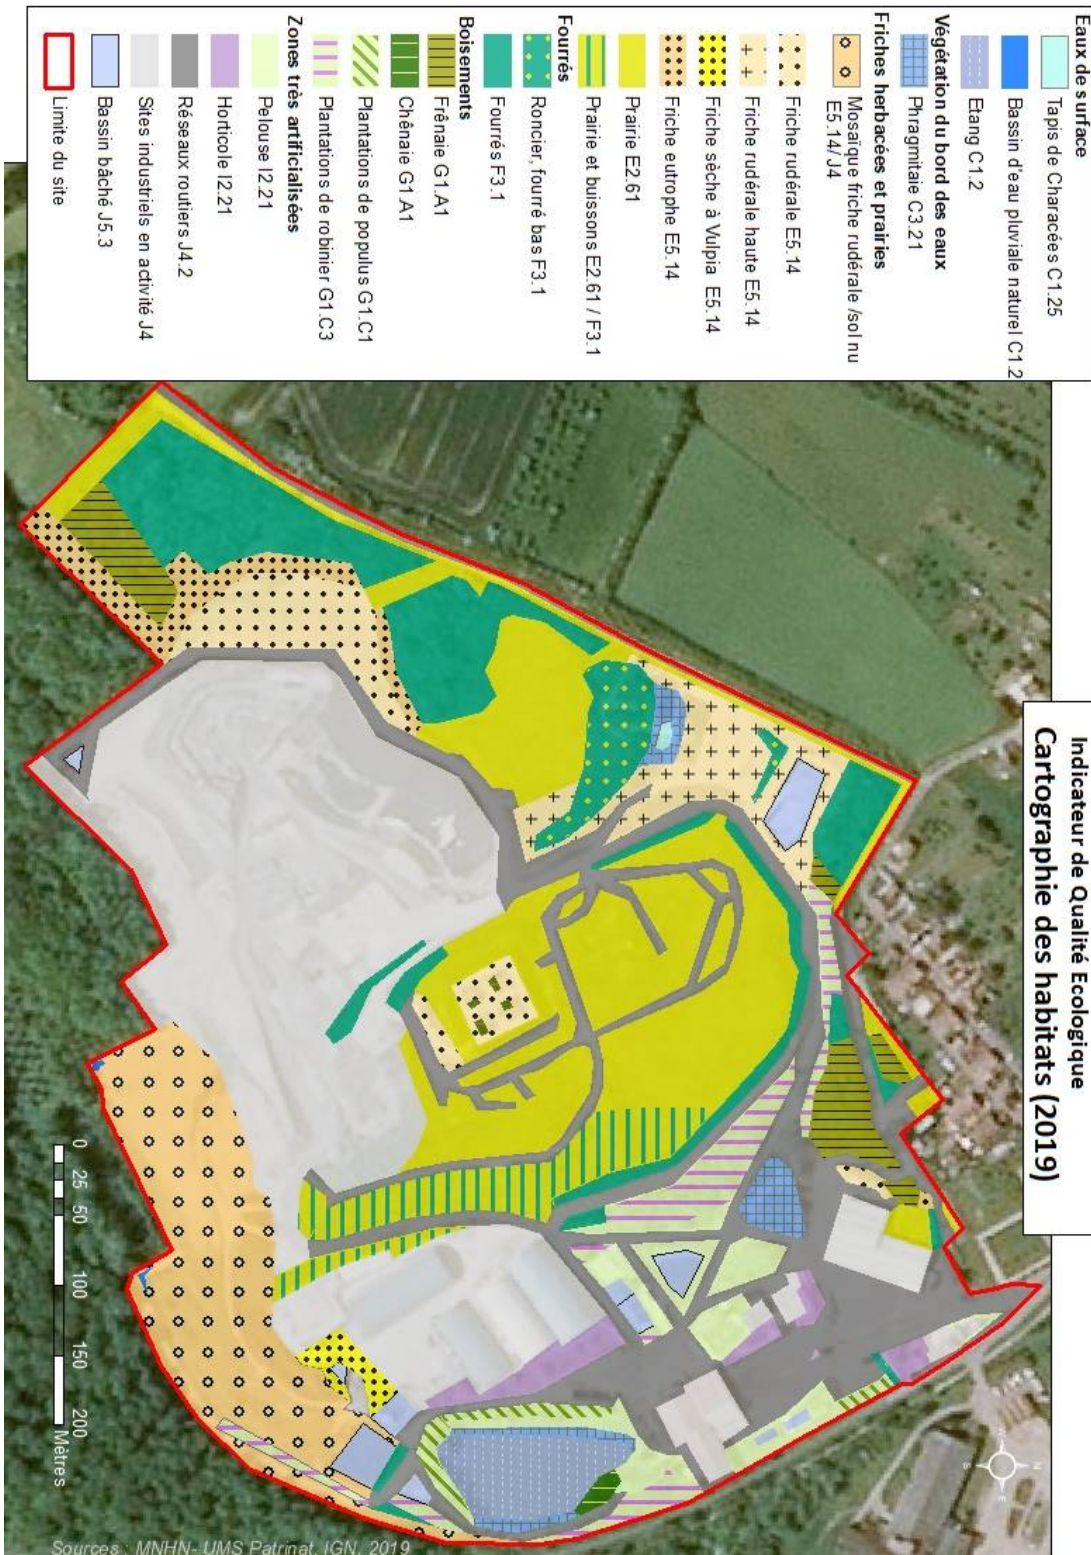 Indicateur de Qualité Ecologique
Cartographie des habitats (2019)
Eaux de surface
Tapis de Characées C1.25
Bassin d'eau pluviale naturel C1.2
Etang C1.2
Végétation du bord des eaux
Phragmitaie C3.21
Friches herbacées et prairies
Mosaïque friche rudérale /sol nu
E5.14/ J4
Friche rudérale E5.14
Friche rudérale haute E5.14
Friche sèche à Vulpia E5.14
Friche eutrophe E5.14
Prairie E2.61
Prairie et buissons E2.61 / F3.1
Fourrés
Roncier, fourré bas F3.1
Fourrés F3.1
Boisements
Frênaie G1.A1
Chênaie G1.A1
Plantations de populus G1.C1
Plantations de robinier G1.C3
Zones très artificialisées
Pelouse I2.21
Horticole I2.21
Réseaux routiers J4.2
Sites industriels en activité J4
Bassin bâché J5.3
Limite du site
0 25 50 100 150 200
Mètres
N
E
S
Sources : MNHN- UMS Patrinat, IGN, 2019